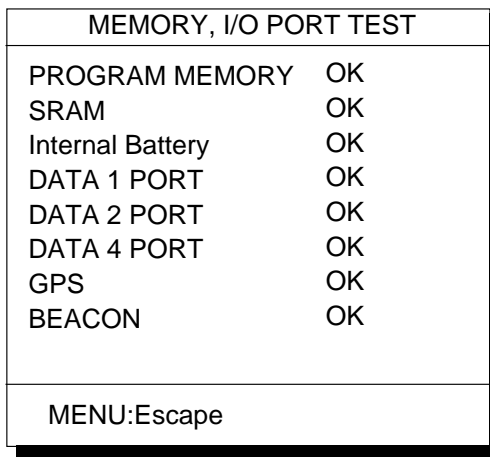 MEMORY, I/O PORT TEST
PROGRAM MEMORY OK
SRAM OK
Internal Battery OK
DATA 1 PORT OK
DATA 2 PORT OK
DATA 4 PORT OK
GPS OK
BEACON OK
MENU:Escape